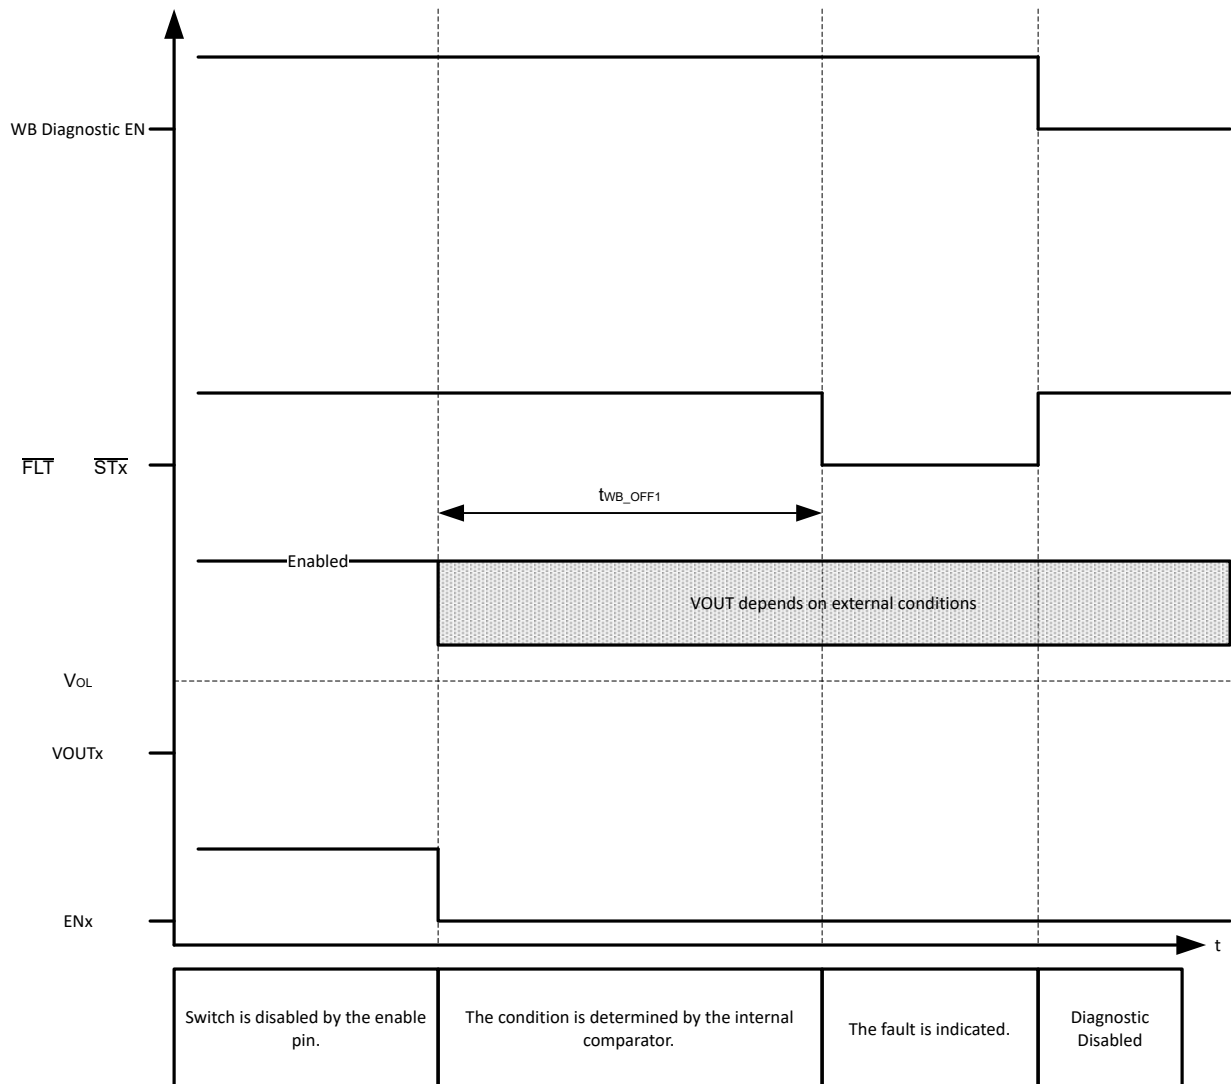 WB Diagnostic EN
FLT STx
tWB_OFF1
Enabled
VOUT depends on external conditions
VOL
VOUTx
ENx
t
Switch is disabled by the enable
pin.
The condition is determined by the internal
comparator.
The fault is indicated.
Diagnostic
Disabled